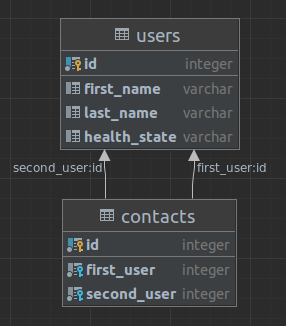 users
id integer
first_name varchar
last_name varchar
health_state varchar
second_user:id first_user:id
contacts
id integer
first_user integer
second_user integer